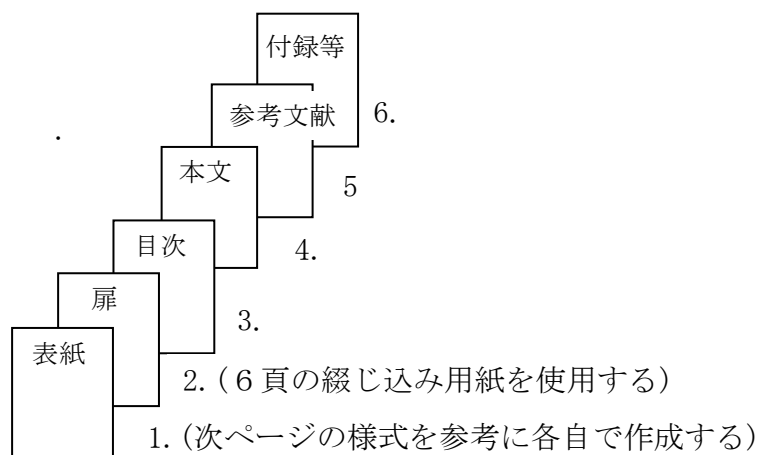 付録等
参考文献 6.
.
本文
5
目次
4.
扉
3.
表紙
2.(６頁の綴じ込み用紙を使用する)
1.(次ページの様式を参考に各自で作成する)